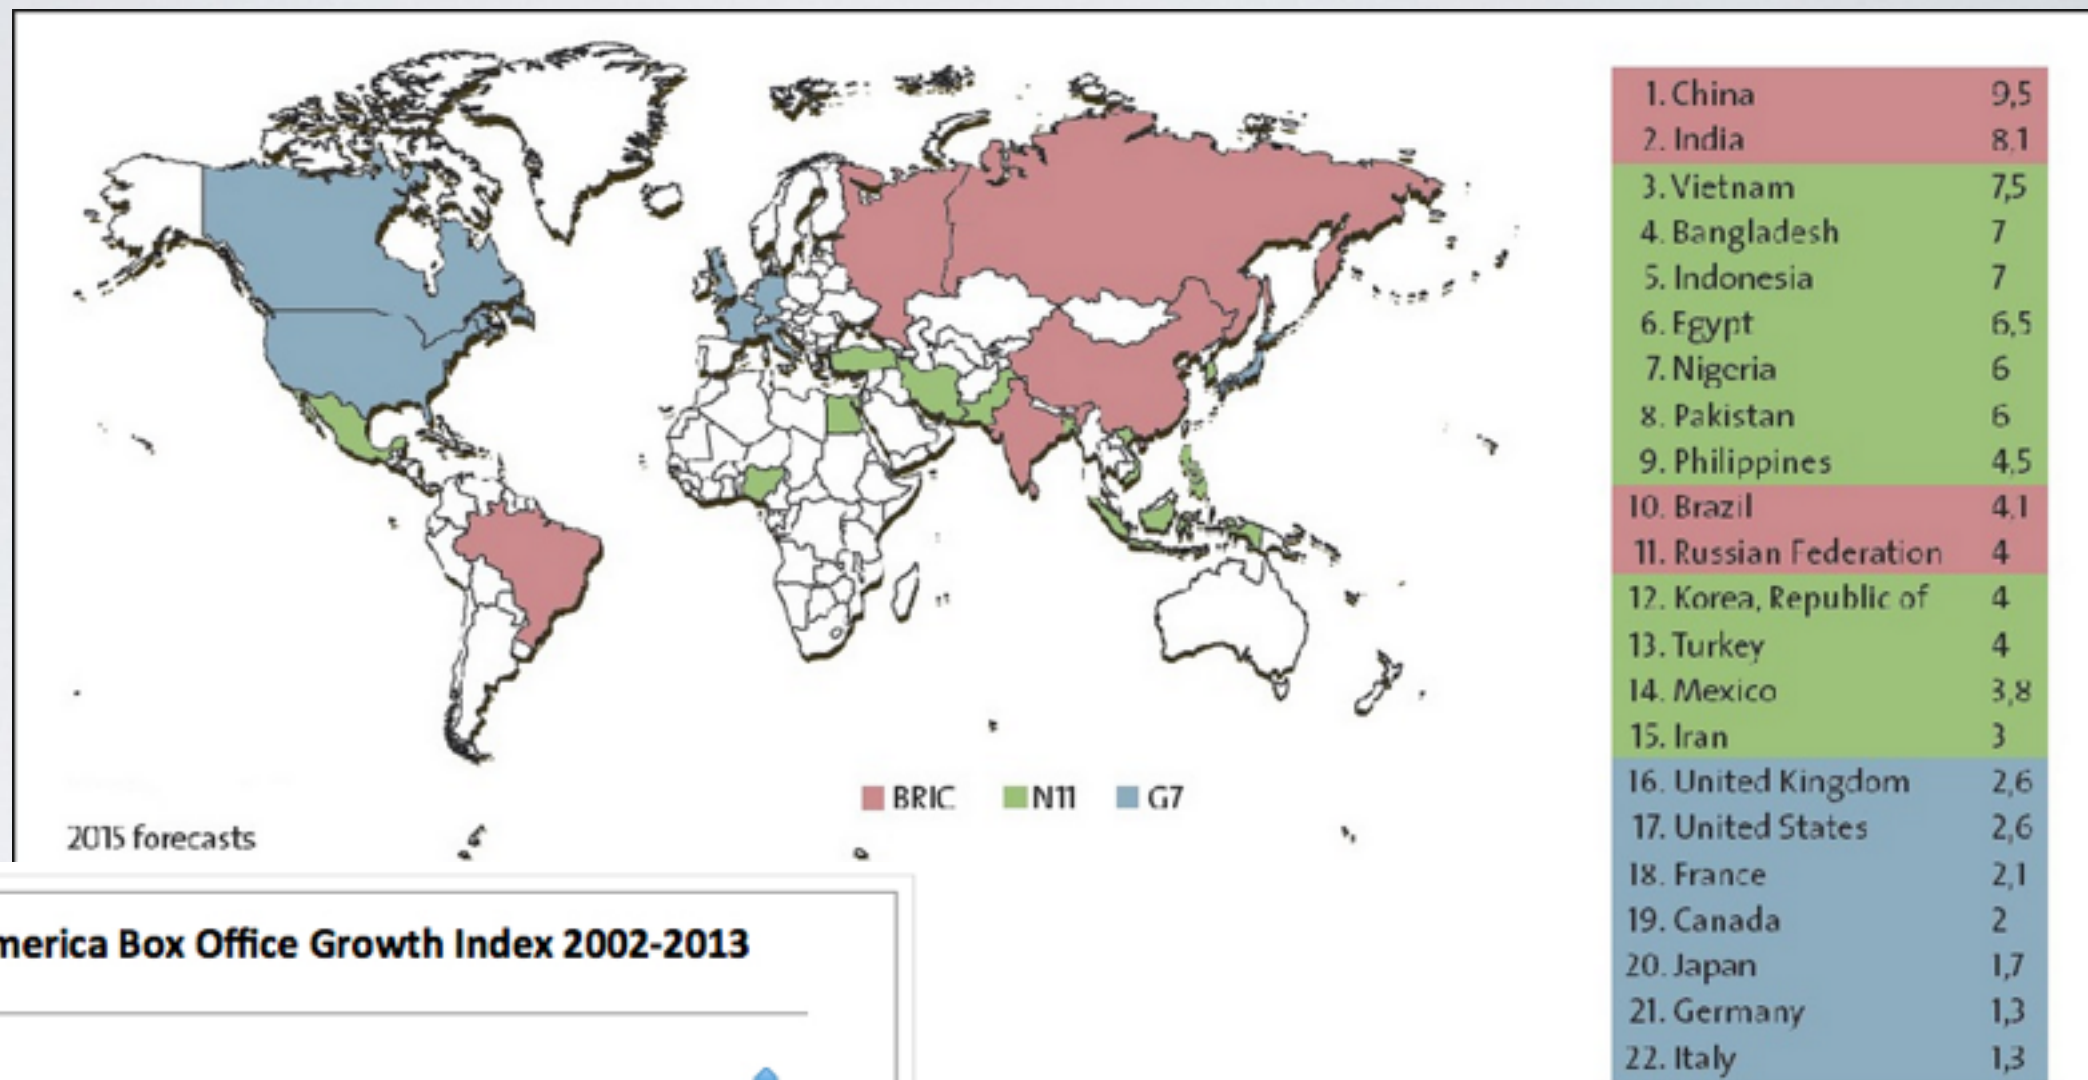 1. China 9,5
2. India 8,1
3. Vietnam 7,5
4. Bangladesh 7
5. Indonesia 7
6. Egypt 6,5
7. Nigeria 6
8. Pakistan 6
9. Philippines 4,5
10. Brazil 4,1
11. Russian Federation 4
12. Korea, Republic of 4
13. Turkey 4
14. Mexico 3,8
15. Iran 3
16. United Kingdom 2,6
17. United States 2,6
18. France 2,1
19. Canada 2
20. Japan 1,7
21. Germany 1,3
22. Italy 1,3
BRIC N11 G7
2015 forecasts
merica Box Office Growth Index 2002-2013